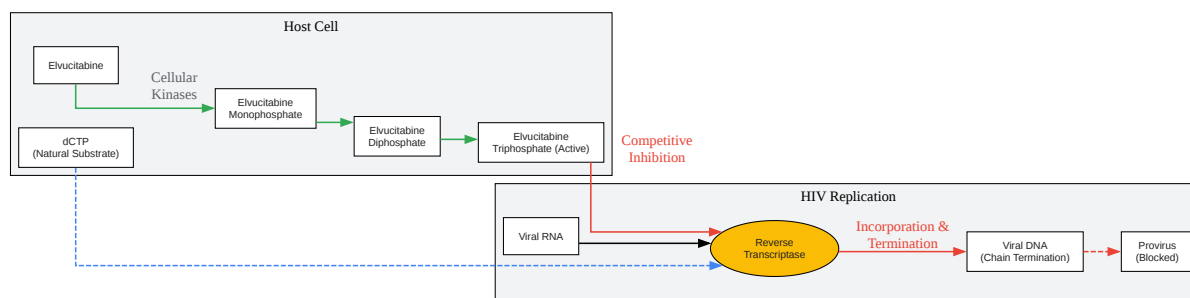 Host Cell
Elvucitabine
Cellular
Kinases
Elvucitabine
Monophosphate
Elvucitabine
Diphosphate
Elvucitabine
Triphosphate (Active)
dCTP
(Natural Substrate)
Competitive
Inhibition
HIV Replication
Viral RNA
Reverse
Transcriptase
Incorporation &
Termination
Viral DNA
(Chain Termination)
Provirus
(Blocked)